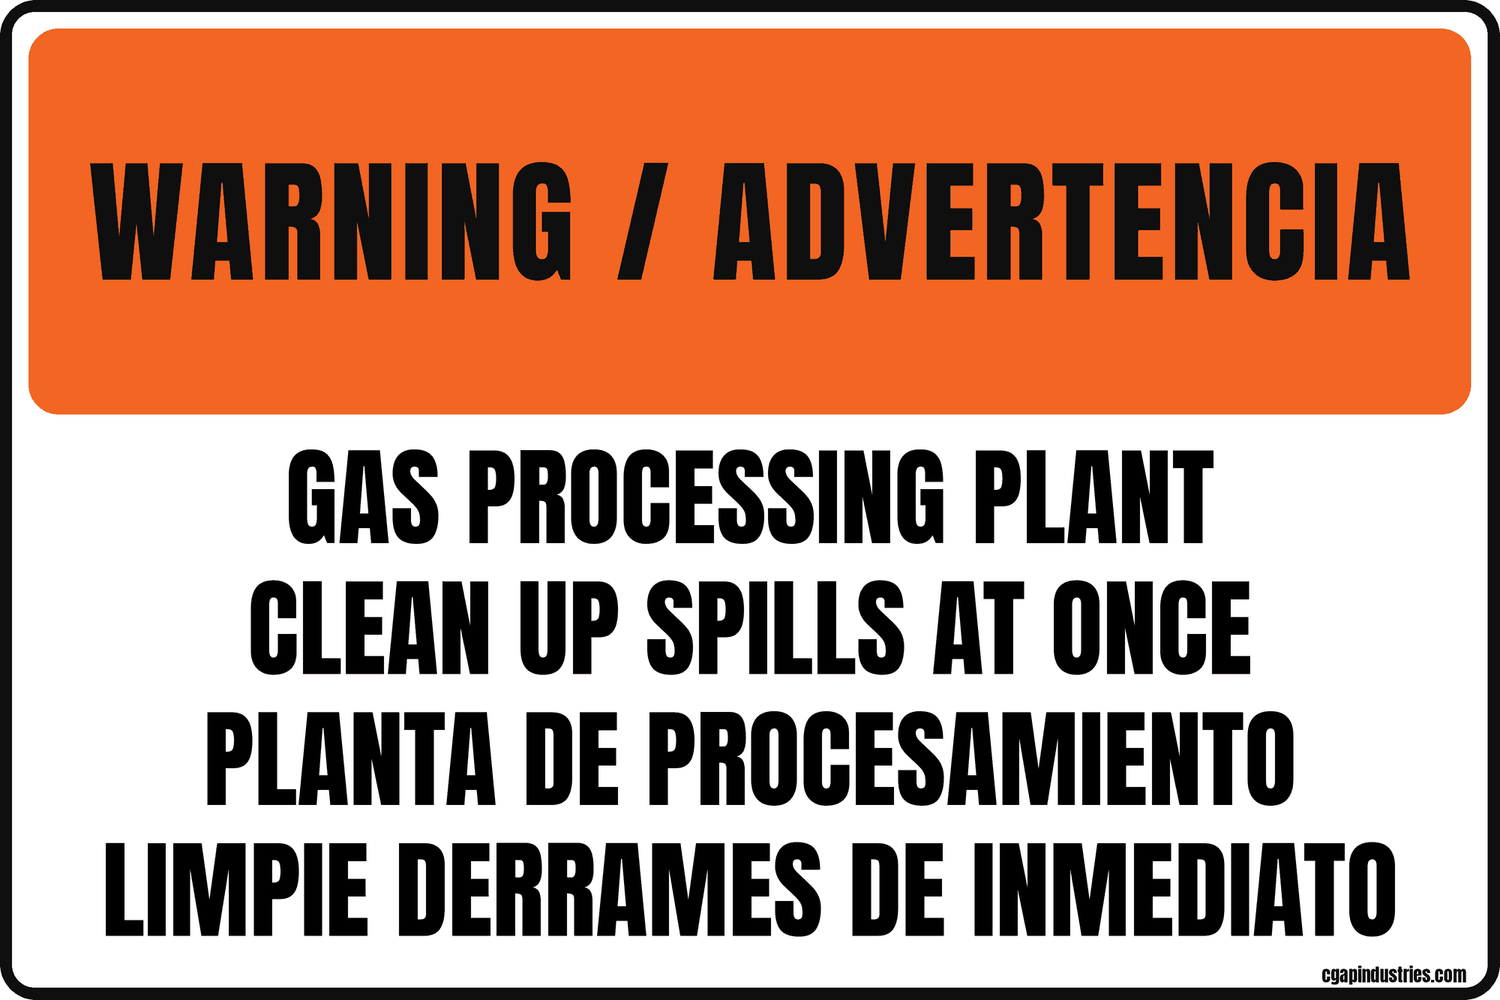 WARNING / ADVERTENCIA
GAS PROCESSING PLANT
CLEAN UP SPILLS AT ONCE
PLANTA DE PROCESAMIENTO
LIMPIE DERRAMES DE INMEDIATO
cgapindustries.com